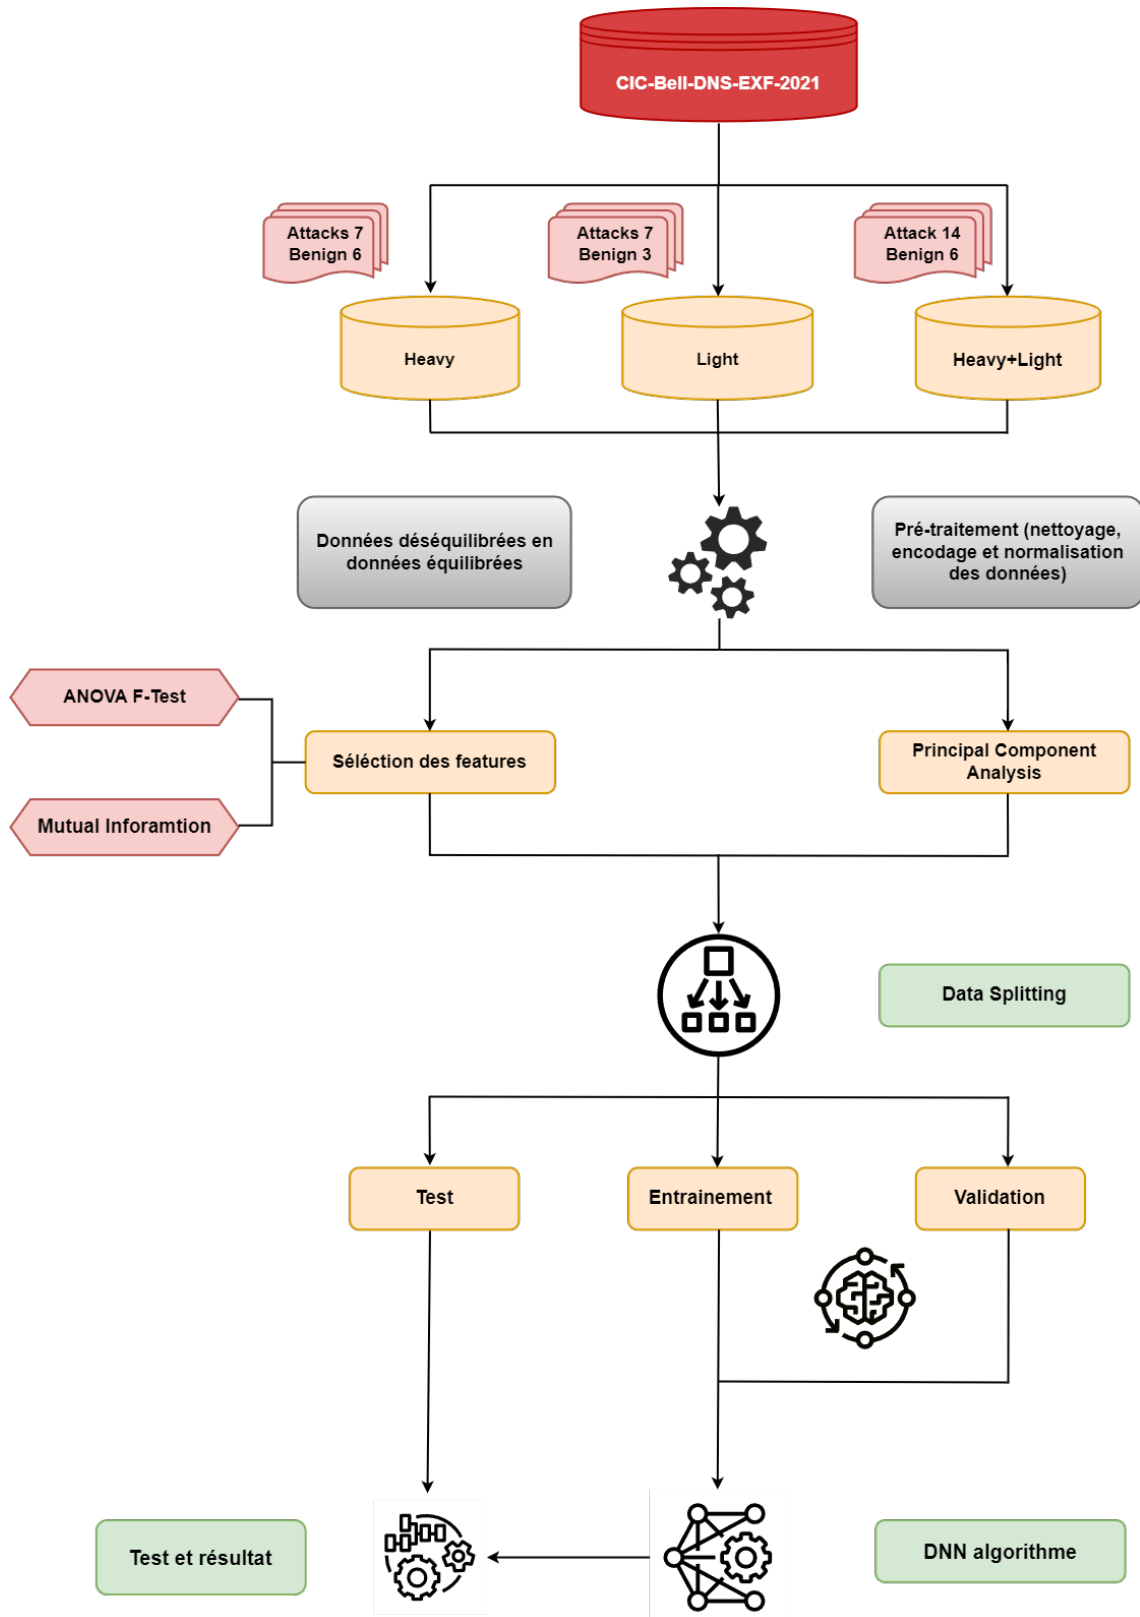 CIC-Bell-DNS-EXF-2021
Attacks 7
Benign 6
Attacks 7
Benign 3
Attack 14
Benign 6
Heavy
Light
Heavy+Light
Données déséquilibrées en
données équilibrées
Pré-traitement (nettoyage,
encodage et normalisation
des données)
ANOVA F-Test
Mutual Inforamtion
Séléction des features
Principal Component
Analysis
Data Splitting
Test
Entrainement
Validation
Test et résultat
DNN algorithme